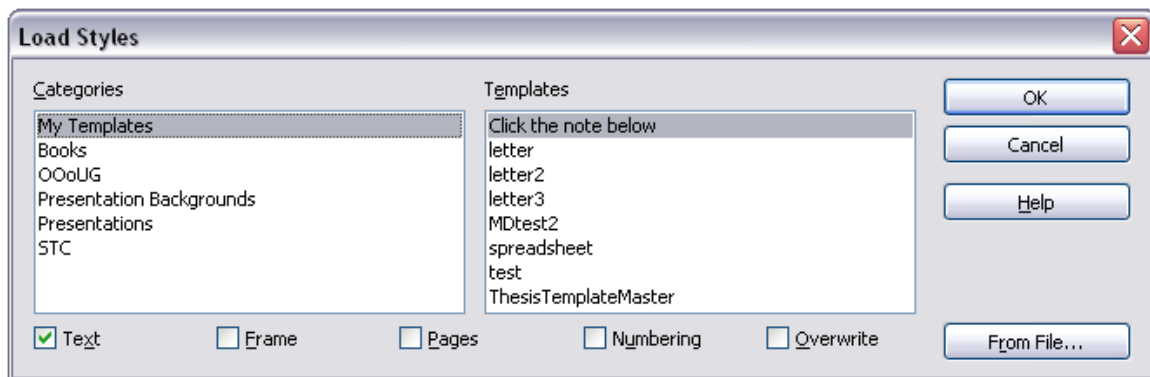 Load Styles
Categories
My Templates
Books
OOoUG
Presentation Backgrounds
Presentations
STC
Templates
Click the note below
letter
letter2
letter3
MDtest2
spreadsheet
test
ThesisTemplateMaster
OK
Cancel
Help
Text Frame Pages Numbering Overwrite
From File...